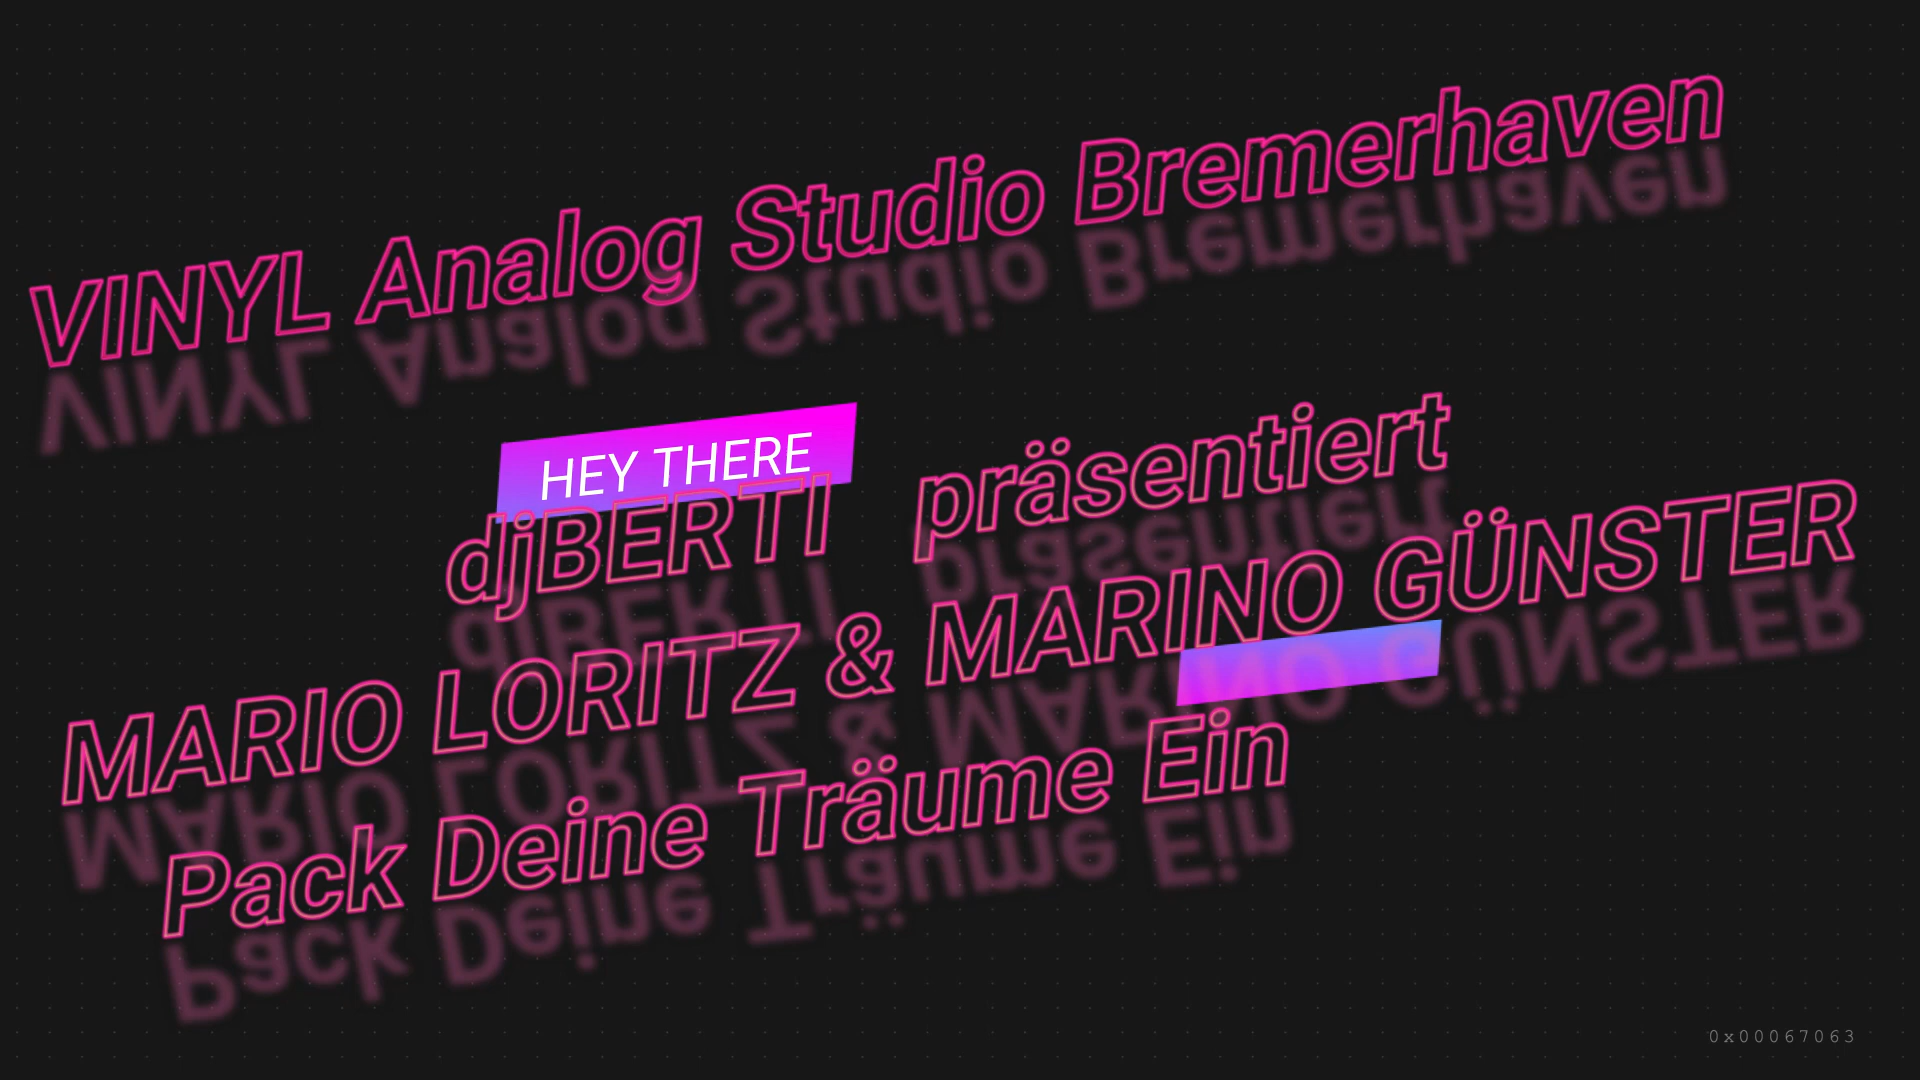 VINYL Analog Studio Bremerhaven
HEY THERE
djBERTI präsentiert
MARIO LORITZ & MARINO GÜNSTER
Pack Deine Träume Ein
0x00067063